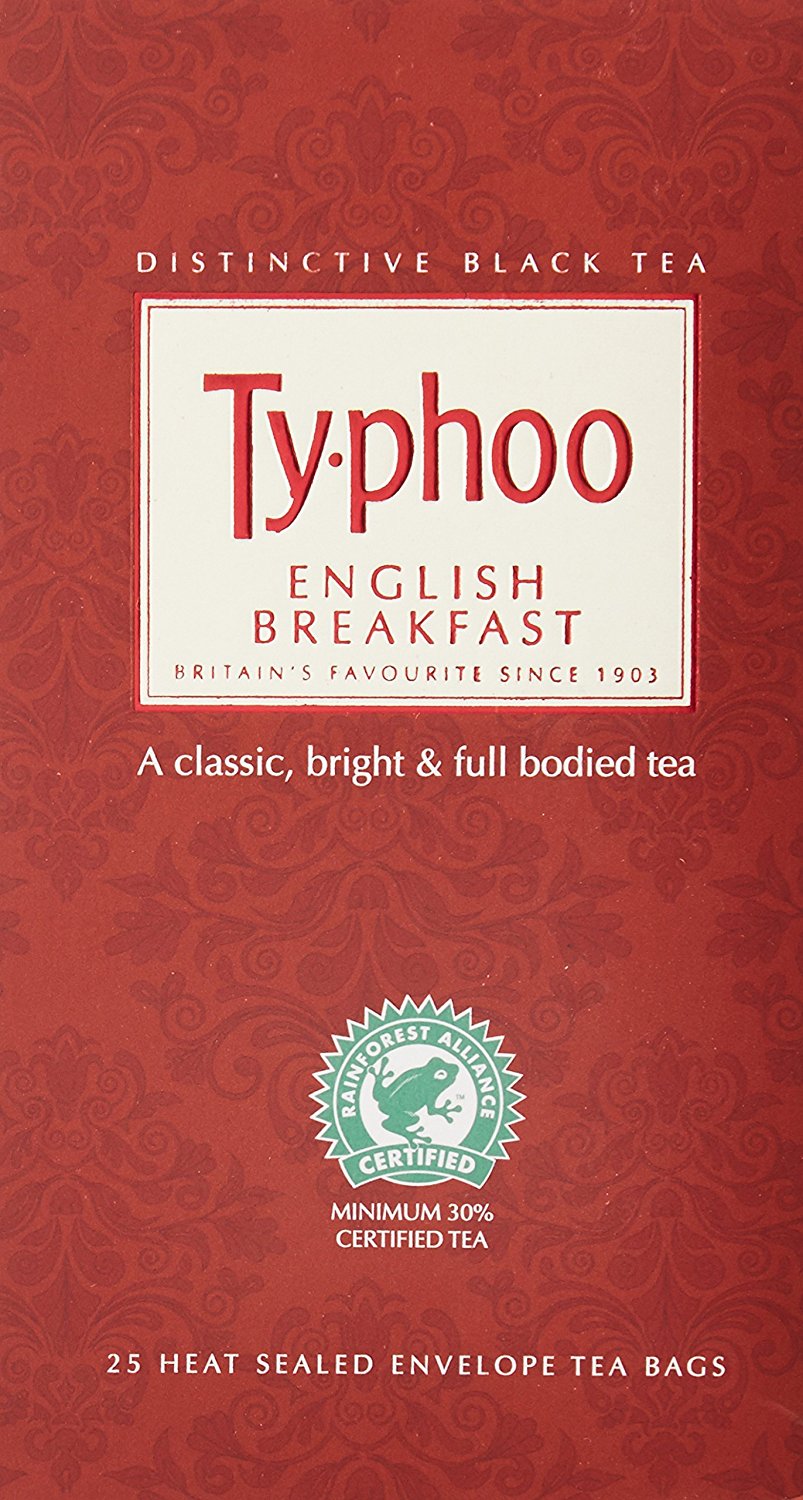 DISTINCTIVE BLACK TEA
Ty·phoo
ENGLISH
BREAKFAST
BRITAIN'S FAVOURITE SINCE 1903
A classic, bright & full bodied tea
RAINFOREST ALLIANCE
TM
CERTIFIED
MINIMUM 30%
CERTIFIED TEA
25 HEAT SEALED ENVELOPE TEA BAGS